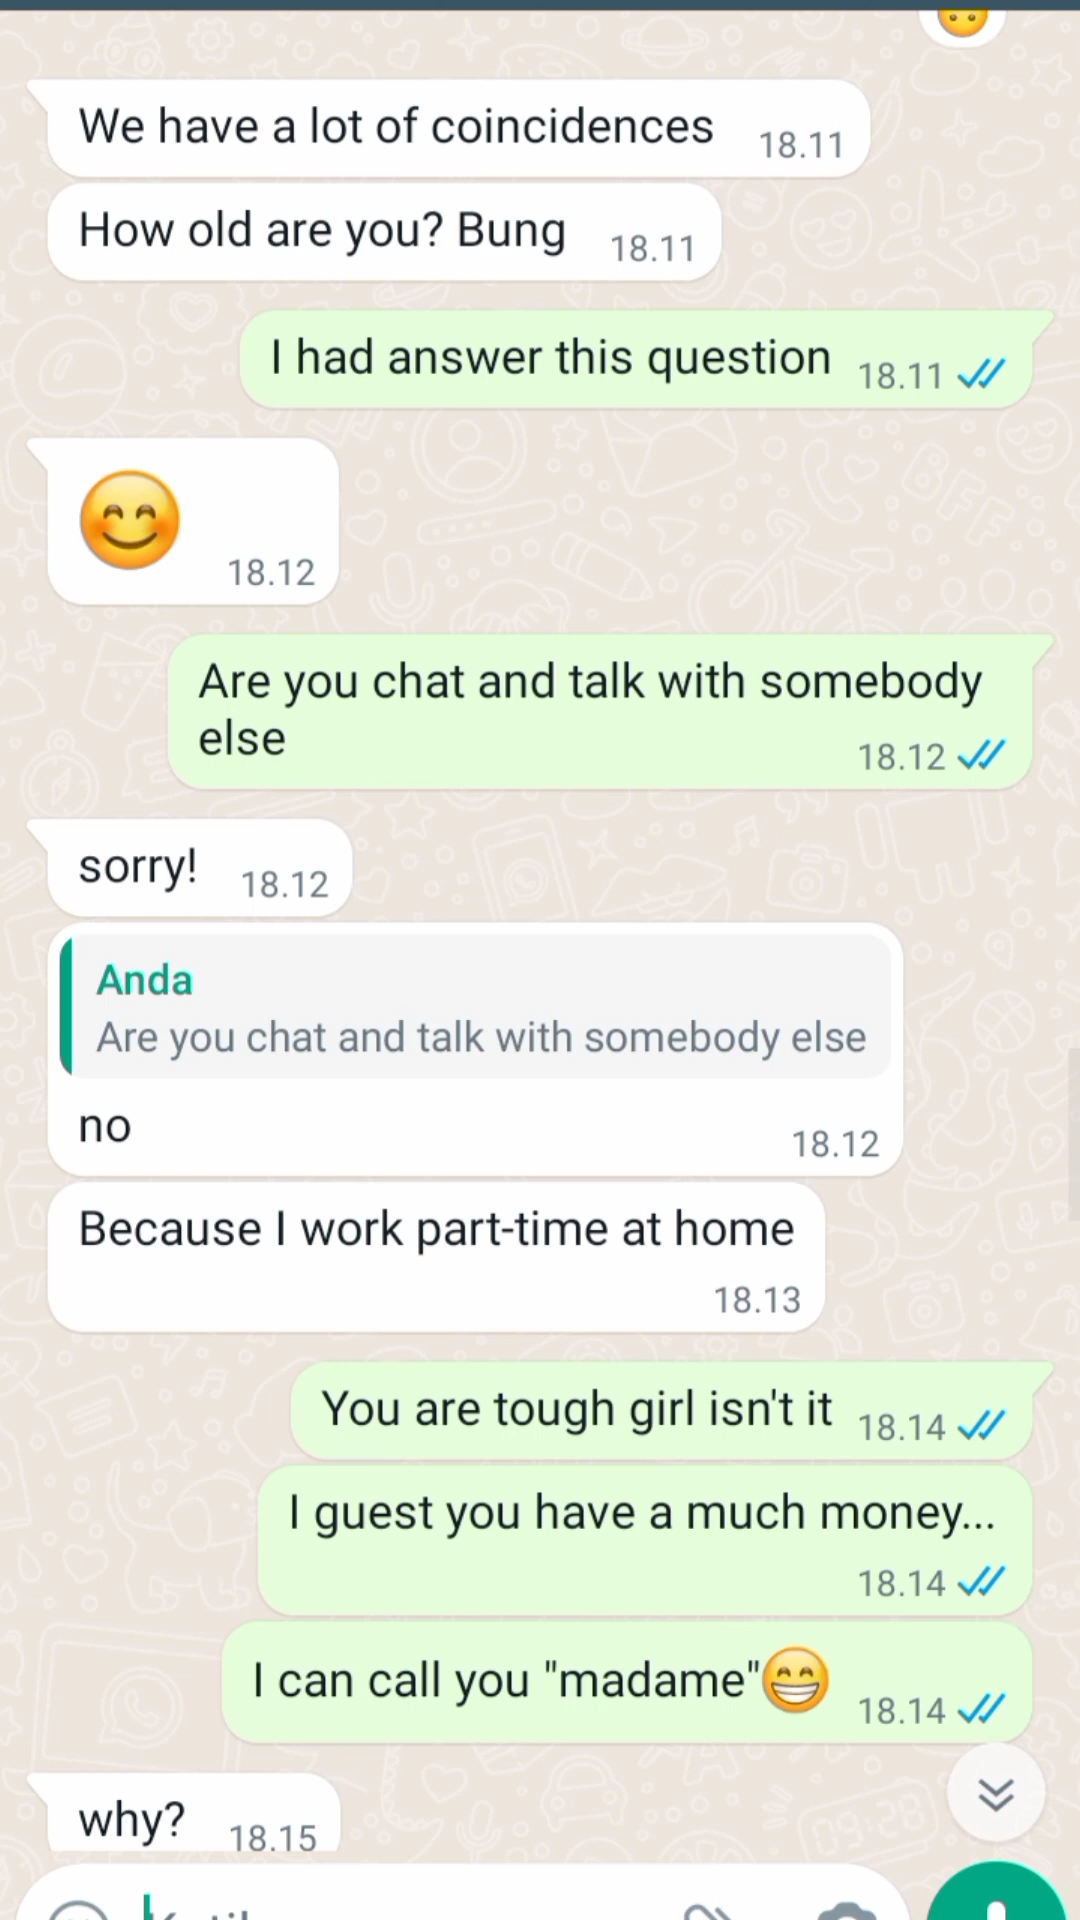 We have a lot of coincidences 18.11
How old are you? Bung 18.11
I had answer this question 18.11
18.12
Are you chat and talk with somebody
else 18.12
sorry! 18.12
Anda
Are you chat and talk with somebody else
no 18.12
Because I work part-time at home
18.13
You are tough girl isn't it 18.14
I guest you have a much money...
18.14
I can call you "madame"😁 18.14
why? 18.15